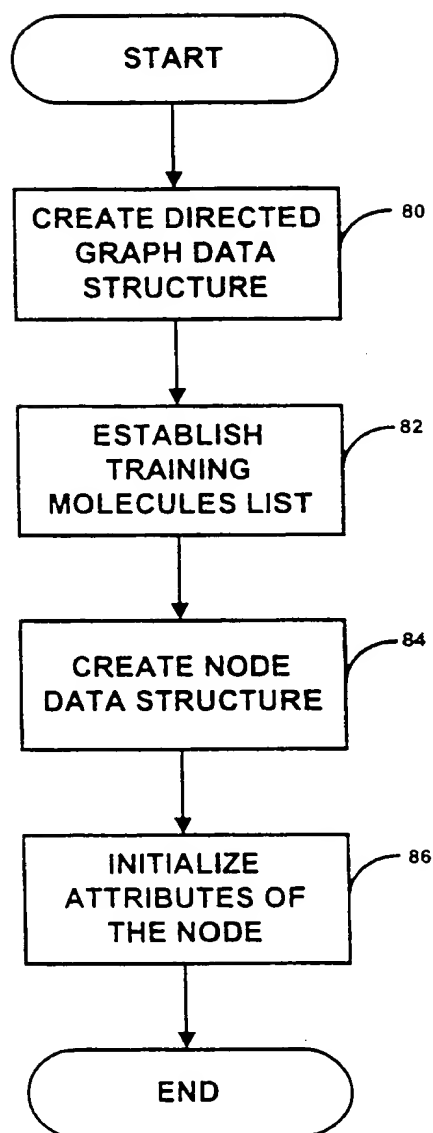 START
CREATE DIRECTED
GRAPH DATA
STRUCTURE
80
ESTABLISH
TRAINING
MOLECULES LIST
82
CREATE NODE
DATA STRUCTURE
84
INITIALIZE
ATTRIBUTES OF
THE NODE
86
END